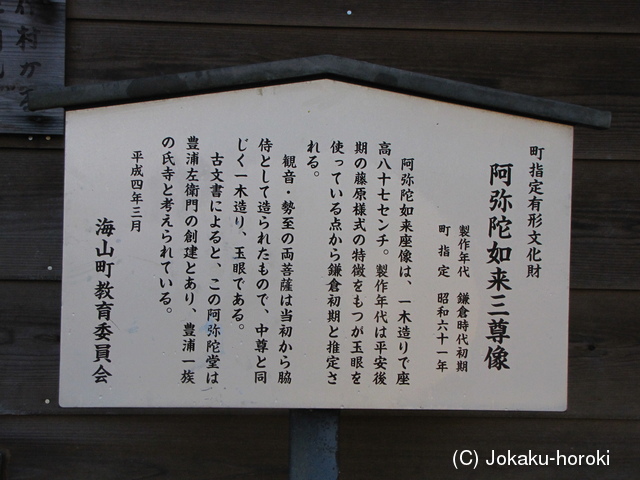 町指定有形文化財
阿弥陀如来三尊像
製作年代　鎌倉時代初期
町指定　昭和六十一年
阿弥陀如来座像は、一木造りで座
高八十七センチ。製作年代は平安後
期の藤原様式の特徴をもつが玉眼を
使っている点から鎌倉初期と推定さ
れる。
観音・勢至の両菩薩は当初から脇
侍として造られたもので、中尊と同
じく一木造り、玉眼である。
古文書によると、この阿弥陀堂は
豊浦左衛門の創建とあり、豊浦一族
の氏寺と考えられている。
平成四年三月
海山町教育委員会
(C) Jokaku-horoki